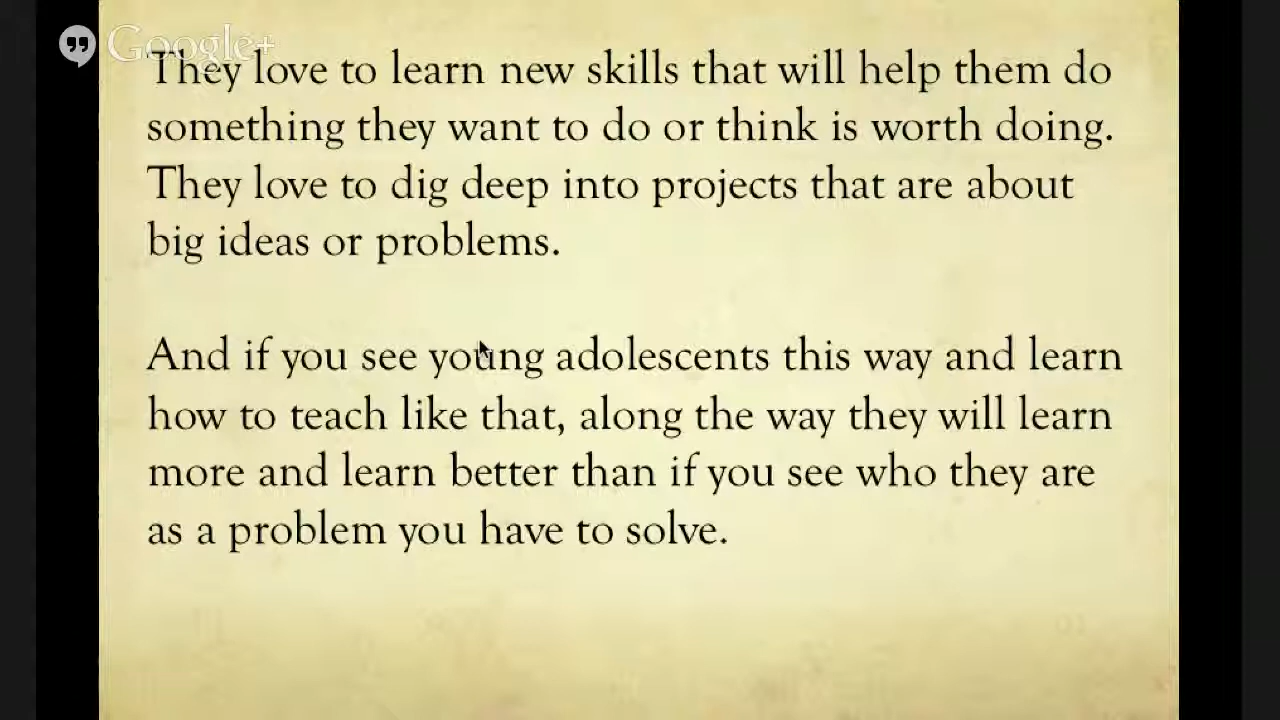 Google+
They love to learn new skills that will help them do
something they want to do or think is worth doing.
They love to dig deep into projects that are about
big ideas or problems.
And if you see young adolescents this way and learn
how to teach like that, along the way they will learn
more and learn better than if you see who they are
as a problem you have to solve.